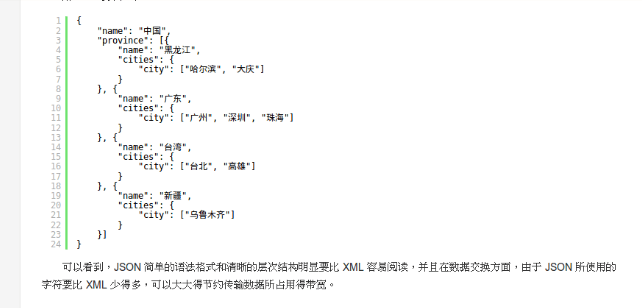 1 {
2 "name": "中国",
3 "province": [{
4 "name": "黑龙江",
5 "cities": {
6 "city": ["哈尔滨", "大庆"]
7 }
8 }, {
9 "name": "广东",
10 "cities": {
11 "city": ["广州", "深圳", "珠海"]
12 }
13 }, {
14 "name": "台湾",
15 "cities": {
16 "city": ["台北", "高雄"]
17 }
18 }, {
19 "name": "新疆",
20 "cities": {
21 "city": ["乌鲁木齐"]
22 }
23 }]
24 }
可以看到，JSON 简单的语法格式和清晰的层次结构明显要比 XML 容易阅读，并且在数据交换方面，由于 JSON 所使用的
字符要比 XML 少得多，可以大大得节约传输数据所占用得带宽。